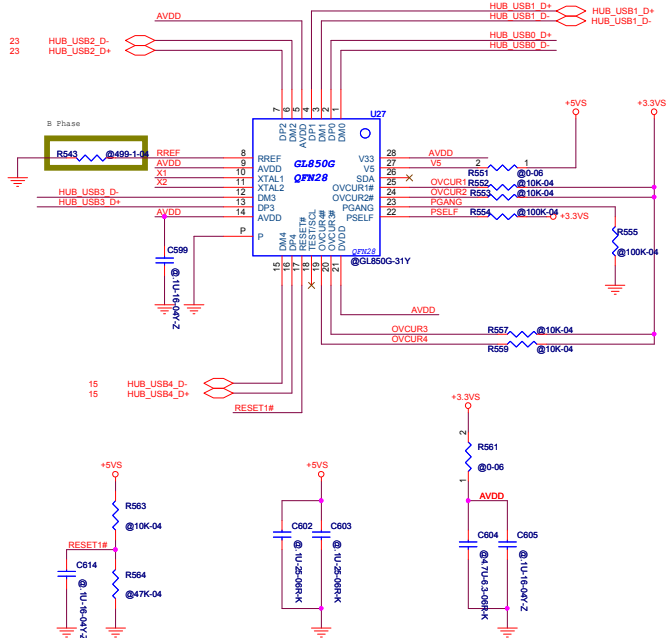 HUB_USB1_D+
HUB_USB1_D+
AVDD
HUB_USB1_D-
HUB_USB1_D-
23 HUB_USB2_D-
HUB_USB0_D+
23 HUB_USB2_D+
HUB_USB0_D-
+5VS
+3.3VS
7 6 5 4 3 2 1
U27
B Phase
DP2 DM2 AVDD DP1 DM1 DP0 DM0
R543 @499-1-04 RREF 8 RREF
AVDD 9 AVDD
X1 10 XTAL1
X2 11 XTAL2
HUB_USB3_D- 12 DM3
HUB_USB3_D+ 13 DP3
AVDD 14 AVDD
P P
GL850G
QFN28
V33 28 AVDD
V5 27 V5 2 1
R551 @0-06
SDA 26
OVCUR1# 25 OVCUR1 R552 @10K-04
OVCUR2# 24 OVCUR2 R553 @10K-04
PGANG 23 PGANG
PSELF 22 PSELF R554 @100K-04 +3.3VS
R555
@100K-04
DM4 DP4 RESET# TEST/SCL OVCUR4# OVCUR3# DVDD
QFN28
@GL850G-31Y
15 16 17 18 19 20 21
C599
@.1U-16-04Y-Z
AVDD
OVCUR3 R557 @10K-04
OVCUR4 R559 @10K-04
15 HUB_USB4_D-
15 HUB_USB4_D+
RESET1#
+3.3VS
2
R561
@0-06
1
+5VS
+5VS
AVDD
R563
@10K-04
RESET1#
C614
@.1U-16-04Y-Z
R564
@47K-04
C602
@.1U-25-06R-K
C603
@.1U-25-06R-K
C604
@4.7U-6.3-06R-K
C605
@.1U-16-04Y-Z